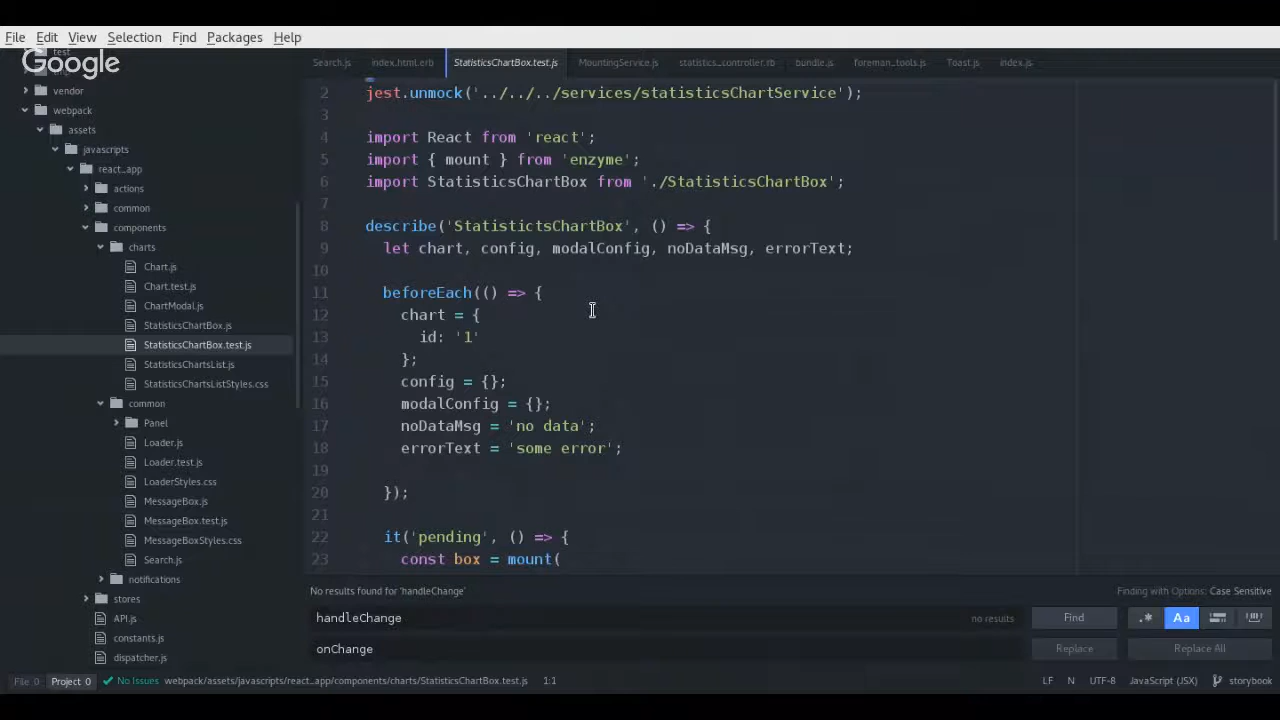 File Edit View Selection Find Packages Help
Google
test
vendor
webpack
assets
javascripts
react_app
actions
common
components
charts
Chart.js
Chart.test.js
ChartModal.js
StatisticsChartBox.js
StatisticsChartBox.test.js
StatisticsChartsList.js
StatisticsChartsListStyles.css
common
Panel
Loader.js
Loader.test.js
LoaderStyles.css
MessageBox.js
MessageBox.test.js
MessageBoxStyles.css
Search.js
notifications
stores
API.js
constants.js
dispatcher.js
Search.js index.html.erb StatisticsChartBox.test.js MountingService.js statistics_controller.rb bundle.js foreman_tools.js Toast.js index.js
2 jest.unmock('../../../services/statisticsChartService');
3
4 import React from 'react';
5 import { mount } from 'enzyme';
6 import StatisticsChartBox from './StatisticsChartBox';
7
8 describe('StatistictsChartBox', () => {
9 let chart, config, modalConfig, noDataMsg, errorText;
10
11 beforeEach(() => {
12 chart = {
13 id: '1'
14 };
15 config = {};
16 modalConfig = {};
17 noDataMsg = 'no data';
18 errorText = 'some error';
19
20 });
21
22 it('pending', () => {
23 const box = mount(
No results found for 'handleChange' Finding with Options: Case Sensitive
handleChange no results Find .* Aa
onChange Replace Replace All
File 0 Project 0 No Issues webpack/assets/javascripts/react_app/components/charts/StatisticsChartBox.test.js 1:1 LF N UTF-8 JavaScript (JSX) storybook